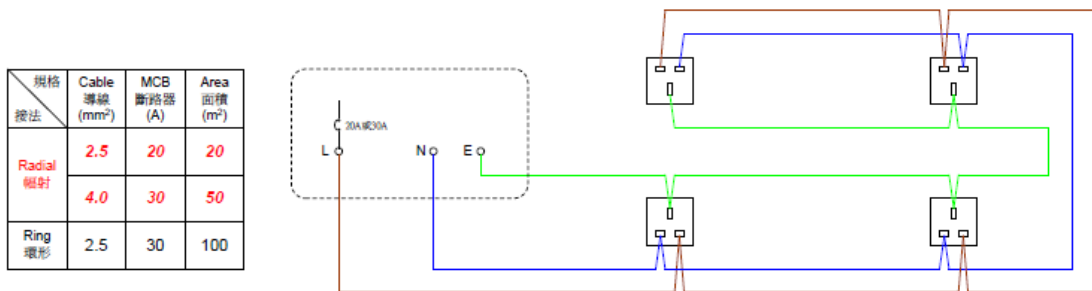 規格
接法
Cable
導線
(mm²)
MCB
斷路器
(A)
Area
面積
(m²)
Radial
輻射
2.5
20
20
4.0
30
50
Ring
環形
2.5
30
100
20A或30A
L
N
E